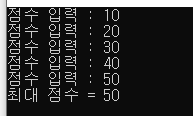 점수 입력 : 10
점수 입력 : 20
점수 입력 : 30
점수 입력 : 40
점수 입력 : 50
최대 점수 = 50